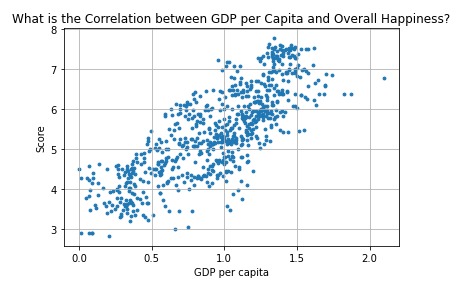 What is the Correlation between GDP per Capita and Overall Happiness?
8
7
6
5
4
3
Score
0.0 0.5 1.0 1.5 2.0
GDP per capita